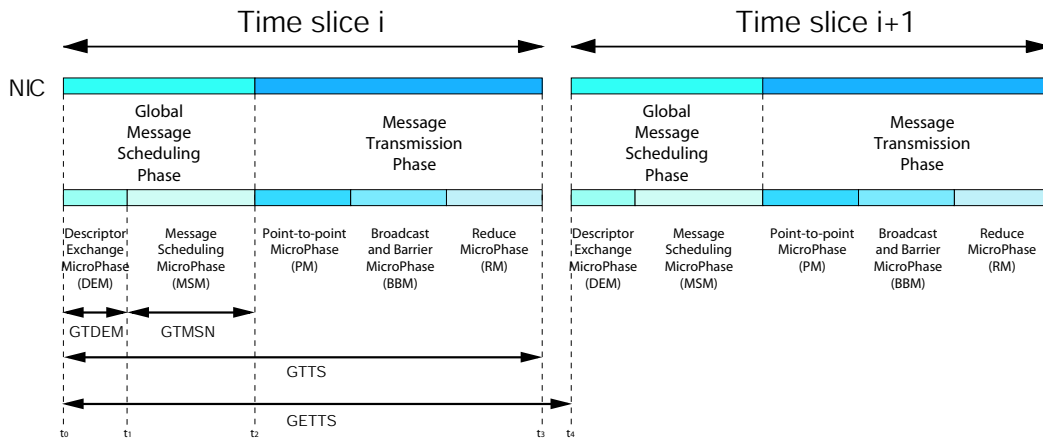 Time slice i
Time slice i+1
NIC
Global
Message
Scheduling
Phase
Message
Transmission
Phase
Global
Message
Scheduling
Phase
Message
Transmission
Phase
Descriptor
Exchange
MicroPhase
(DEM)
Message
Scheduling
MicroPhase
(MSM)
Point-to-point
MicroPhase
(PM)
Broadcast
and Barrier
MicroPhase
(BBM)
Reduce
MicroPhase
(RM)
Descriptor
Exchange
MicroPhase
(DEM)
Message
Scheduling
MicroPhase
(MSM)
Point-to-point
MicroPhase
(PM)
Broadcast
and Barrier
MicroPhase
(BBM)
Reduce
MicroPhase
(RM)
GTDEM
GTMSN
GTTS
GETTS
t0
t1
t2
t3
t4